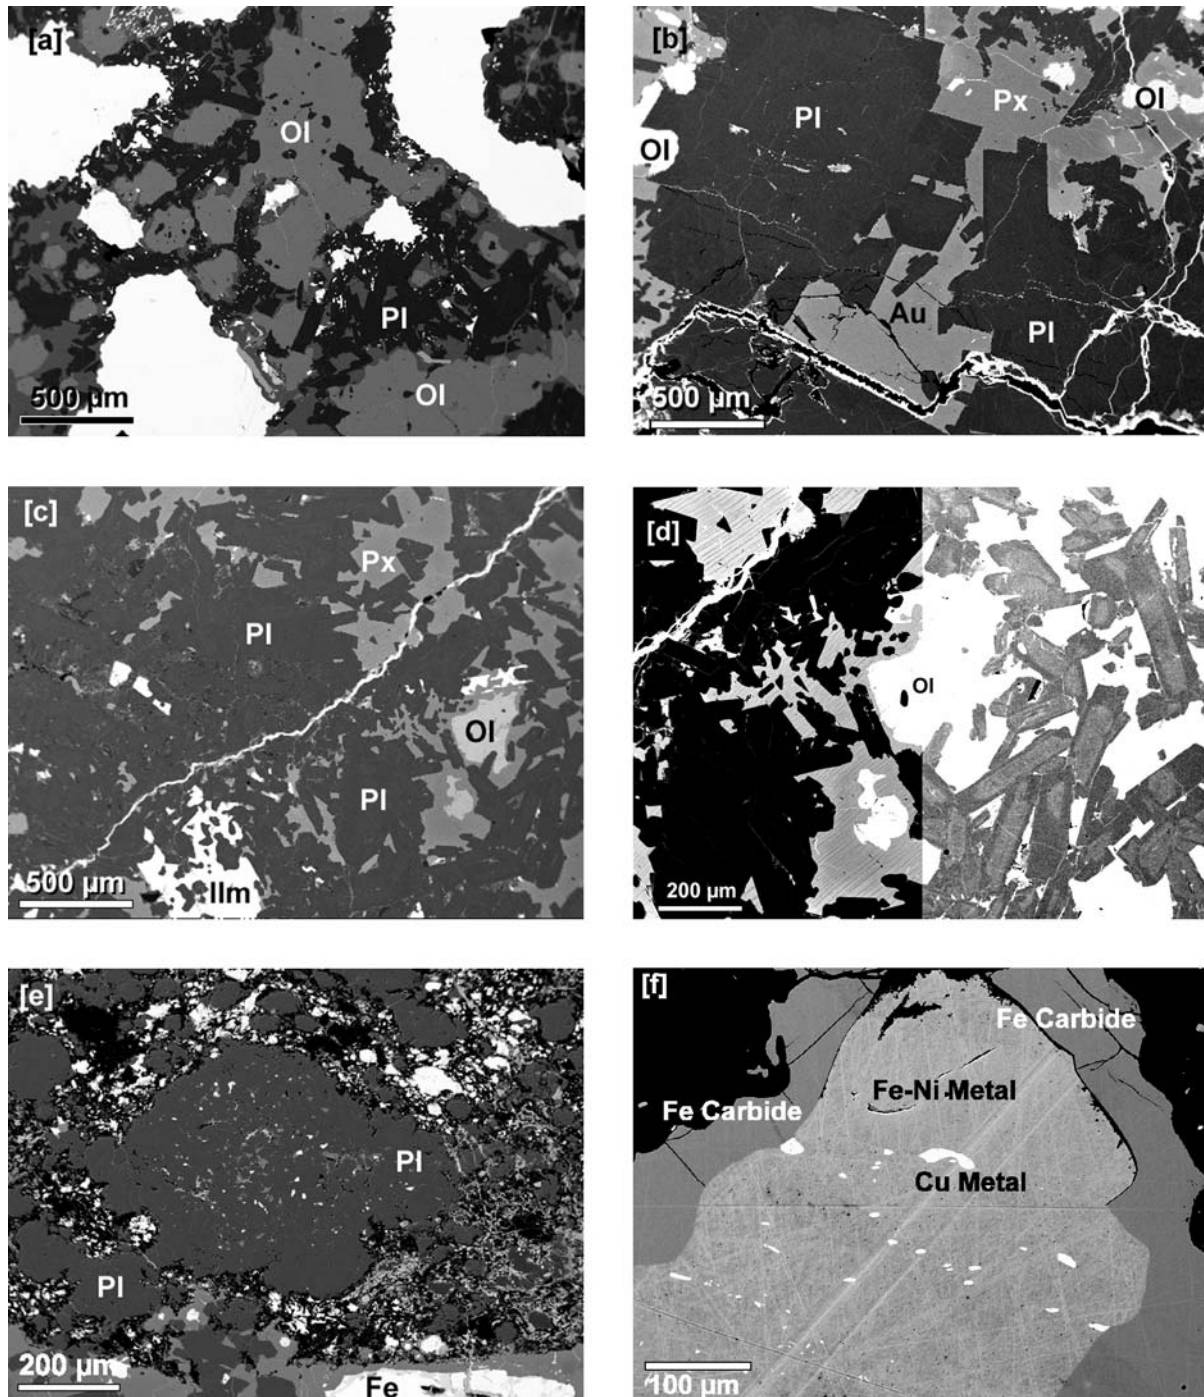 [a]
Ol
Pl
Ol
500 µm
[b]
Pl
Px
Ol
Ol
Au
Pl
500 µm
[c]
Px
Pl
Ol
Pl
500 µm
Ilm
[d]
Ol
200 µm
[e]
Pl
Pl
200 µm
Fe
[f]
Fe Carbide
Fe-Ni Metal
Fe Carbide
Cu Metal
100 µm